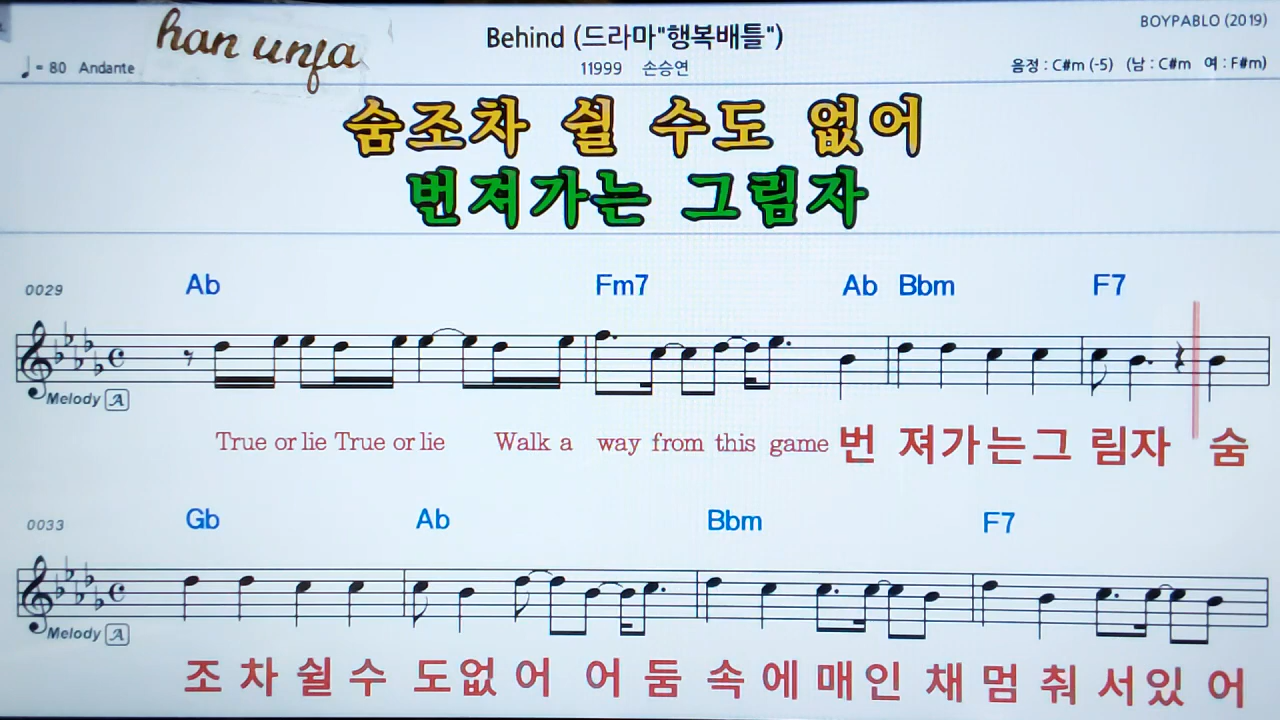 han unja
Behind (드라마"행복배틀")
BOYPABLO (2019)
♩= 80 Andante
11999 손승연
음정 : C#m (-5) (남 : C#m 여 : F#m)
숨조차 쉴 수도 없어
번져가는 그림자
0029 Ab Fm7 Ab Bbm F7
Melody A
True or lie True or lie Walk a way from this game 번 져가는그 림자 숨
0033 Gb Ab Bbm F7
Melody A
조 차 쉴 수 도없 어 어 둠 속 에 매인 채 멈 춰 서있 어